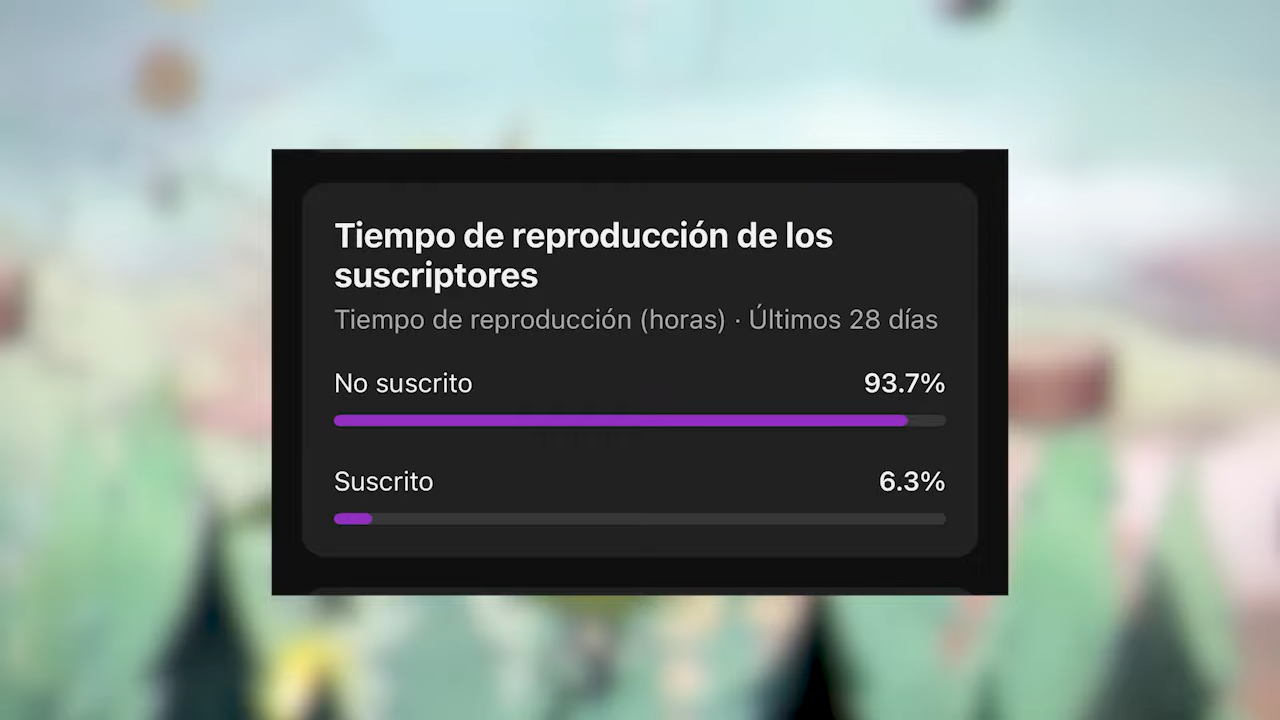 Tiempo de reproducción de los
suscriptores
Tiempo de reproducción (horas) · Últimos 28 días
No suscrito 93.7%
Suscrito 6.3%